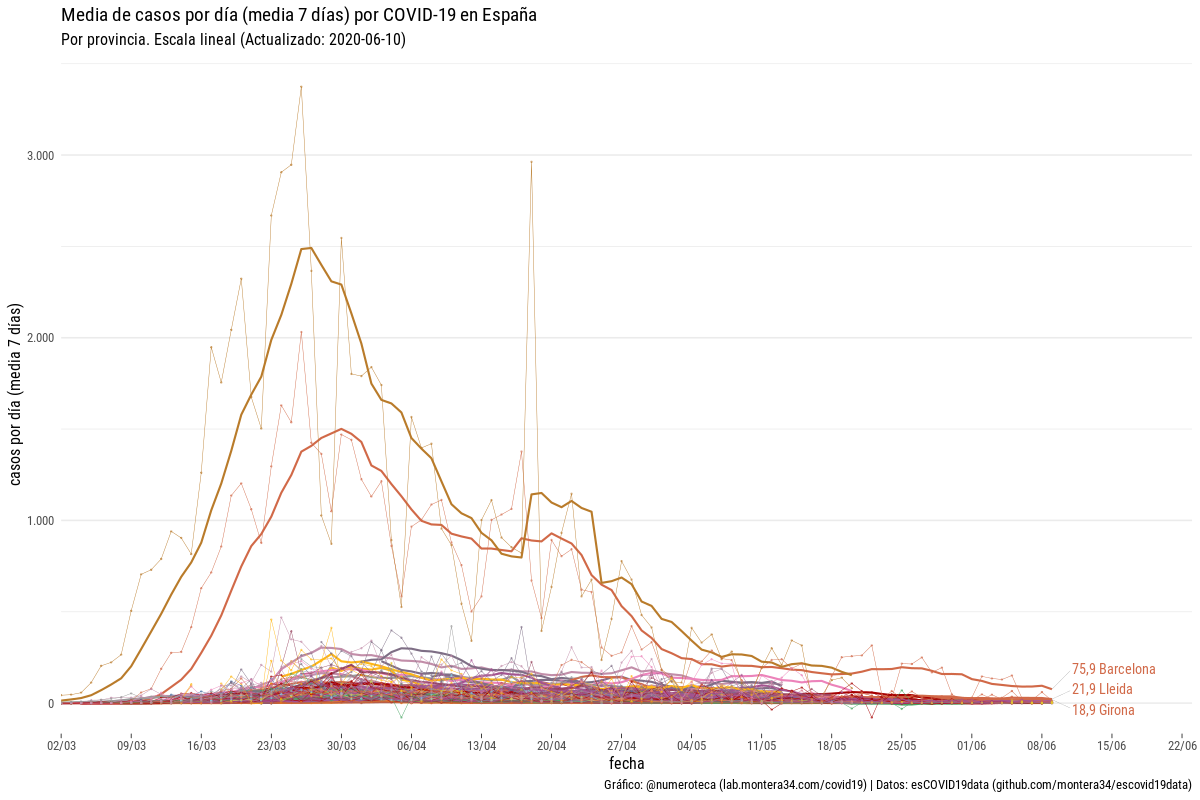 Media de casos por día (media 7 días) por COVID-19 en España
Por provincia. Escala lineal (Actualizado: 2020-06-10)
casos por día (media 7 días)
3.000
2.000
1.000
0
75,9 Barcelona
21,9 Lleida
18,9 Girona
02/03 09/03 16/03 23/03 30/03 06/04 13/04 20/04 27/04 04/05 11/05 18/05 25/05 01/06 08/06 15/06 22/06
fecha
Gráfico: @numeroteca (lab.montera34.com/covid19) | Datos: esCOVID19data (github.com/montera34/escovid19data)